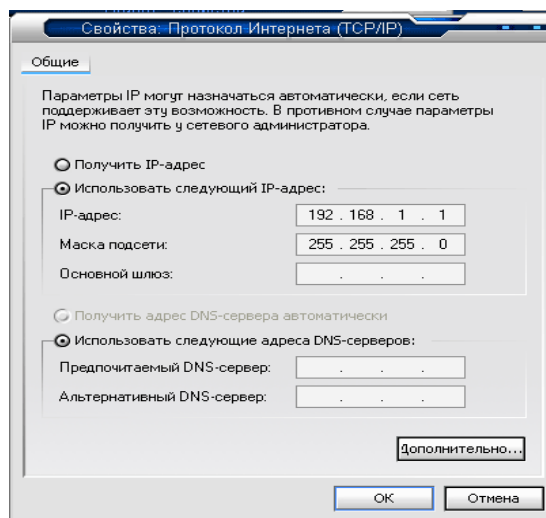 Свойства: Протокол Интернета (TCP/IP)
Общие
Параметры IP могут назначаться автоматически, если сеть
поддерживает эту возможность. В противном случае параметры
IP можно получить у сетевого администратора.
Получить IP-адрес
Использовать следующий IP-адрес:
IP-адрес: 192 . 168 . 1 . 1
Маска подсети: 255 . 255 . 255 . 0
Основной шлюз: . . .
Получить адрес DNS-сервера автоматически
Использовать следующие адреса DNS-серверов:
Предпочитаемый DNS-сервер: . . .
Альтернативный DNS-сервер: . . .
Дополнительно...
ОК Отмена